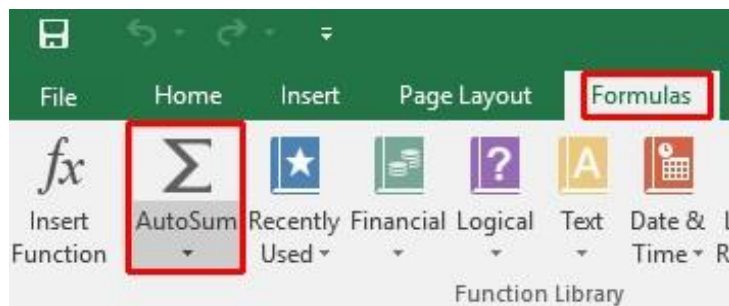 File Home Insert Page Layout Formulas
fx Σ ? A
Insert AutoSum Recently Financial Logical Text Date &
Function Used Time
Function Library